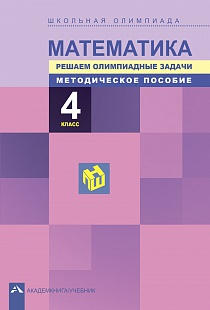 ШКОЛЬНАЯ ОЛИМПИАДА
МАТЕМАТИКА
РЕШАЕМ ОЛИМПИАДНЫЕ ЗАДАЧИ
МЕТОДИЧЕСКОЕ ПОСОБИЕ
4
КЛАСС
АКАДЕМКНИГА/УЧЕБНИК